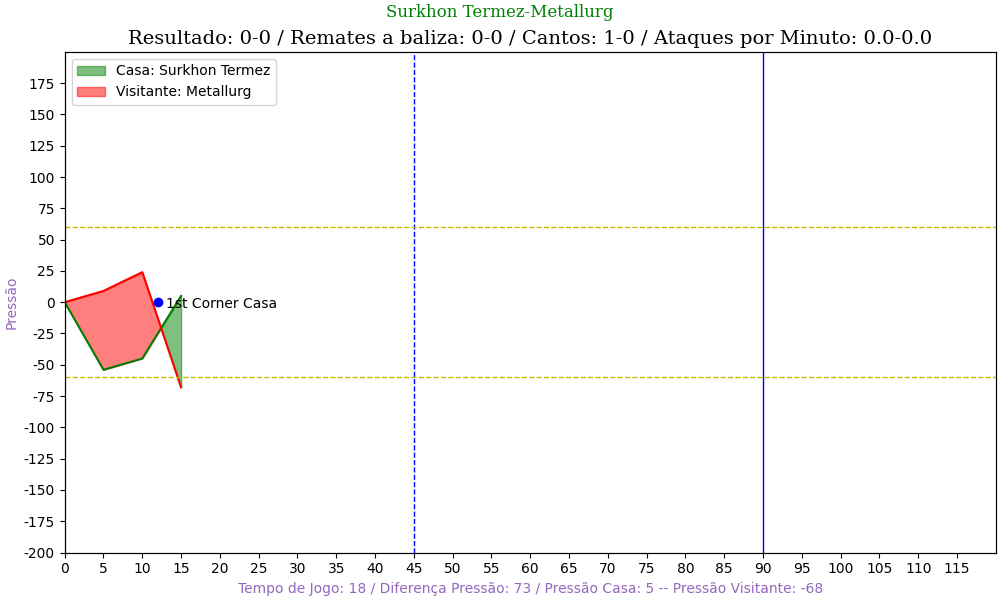 Surkhon Termez-Metallurg
Resultado: 0-0 / Remates a baliza: 0-0 / Cantos: 1-0 / Ataques por Minuto: 0.0-0.0
Casa: Surkhon Termez
Visitante: Metallurg
175
150
125
100
75
50
25
0
-25
-50
-75
-100
-125
-150
-175
-200
Pressão
1st Corner Casa
0 5 10 15 20 25 30 35 40 45 50 55 60 65 70 75 80 85 90 95 100 105 110 115
Tempo de Jogo: 18 / Diferença Pressão: 73 / Pressão Casa: 5 -- Pressão Visitante: -68